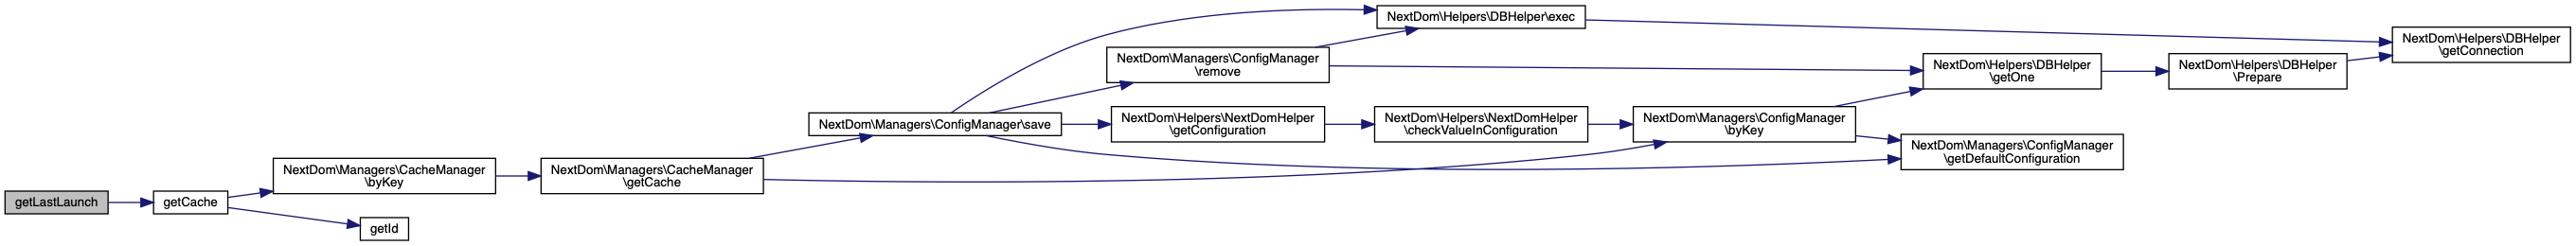 getLastLaunch
getCache
NextDom\Managers\CacheManager
\byKey
getId
NextDom\Managers\CacheManager
\getCache
NextDom\Managers\ConfigManager\save
NextDom\Helpers\DBHelper\exec
NextDom\Managers\ConfigManager
\remove
NextDom\Helpers\NextDomHelper
\getConfiguration
NextDom\Helpers\NextDomHelper
\checkValueInConfiguration
NextDom\Managers\ConfigManager
\byKey
NextDom\Helpers\DBHelper
\getOne
NextDom\Managers\ConfigManager
\getDefaultConfiguration
NextDom\Helpers\DBHelper
\Prepare
NextDom\Helpers\DBHelper
\getConnection